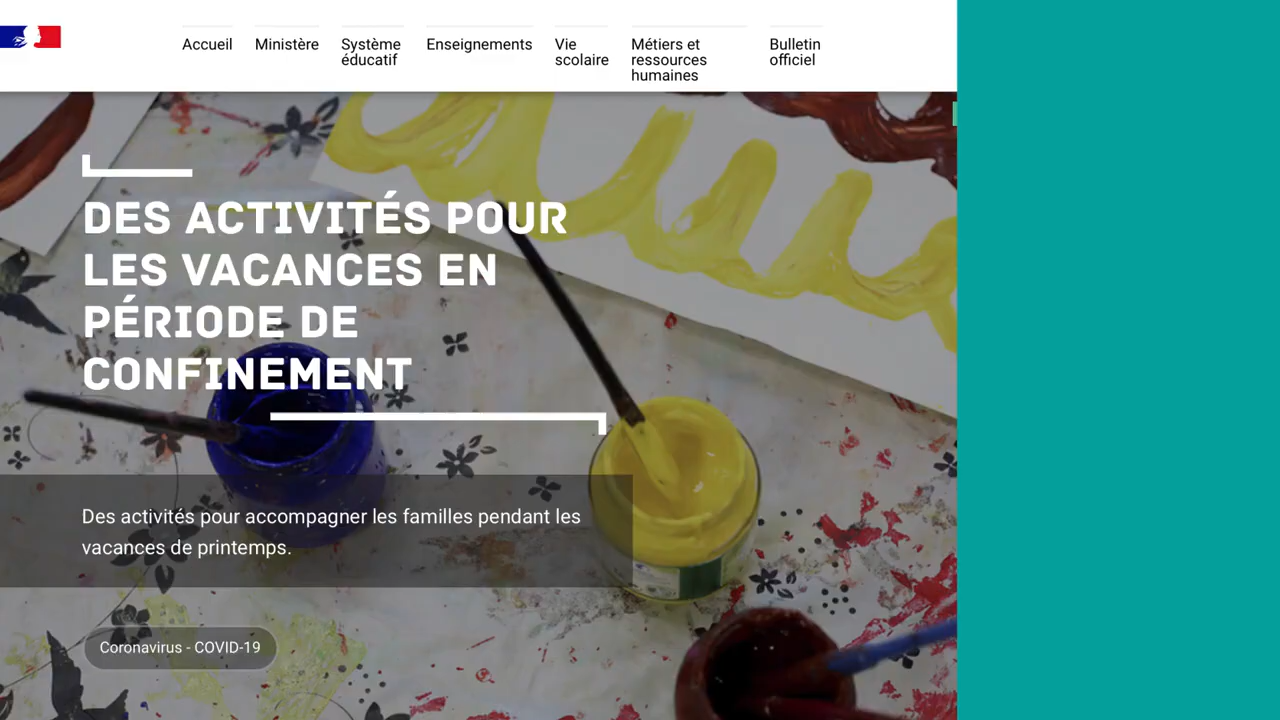 Accueil
Ministère
Système
éducatif
Enseignements
Vie
scolaire
Métiers et
ressources
humaines
Bulletin
officiel
DES ACTIVITÉS POUR
LES VACANCES EN
PÉRIODE DE
CONFINEMENT
Des activités pour accompagner les familles pendant les
vacances de printemps.
Coronavirus - COVID-19